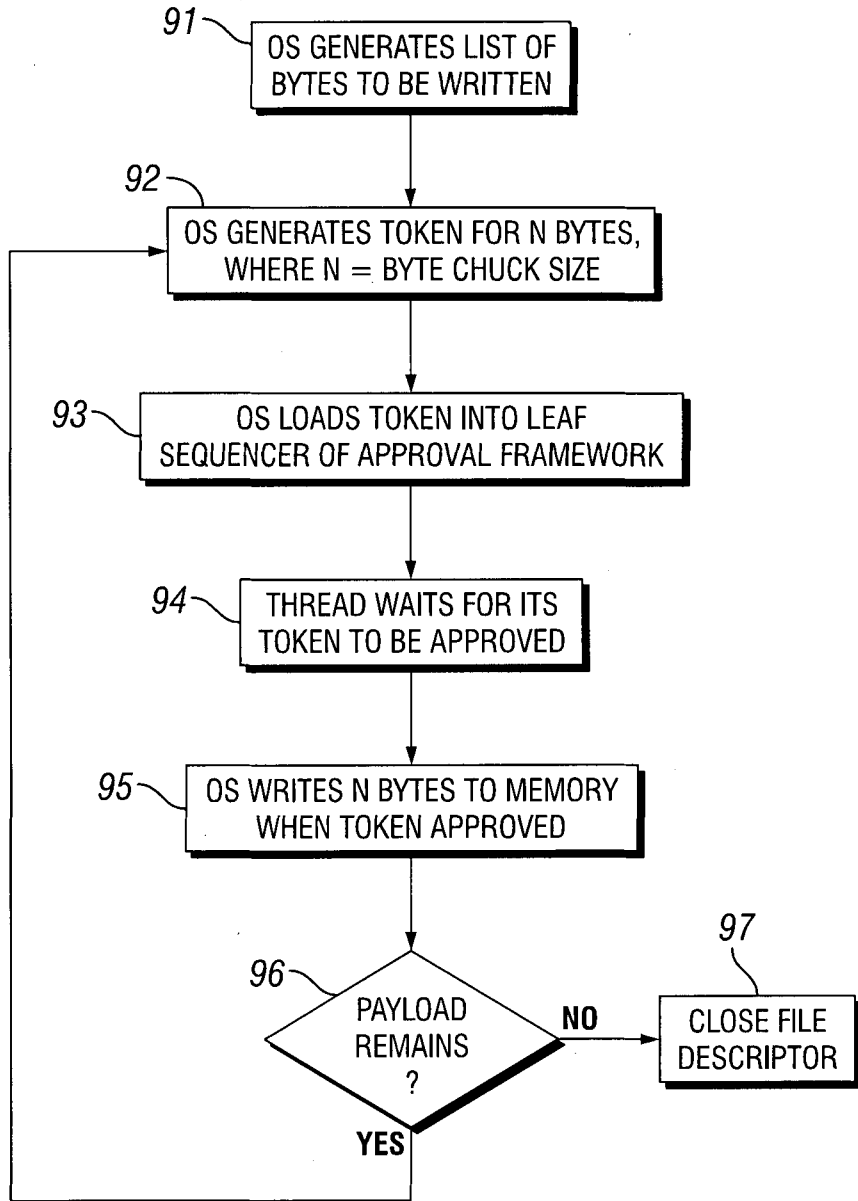 91
OS GENERATES LIST OF
BYTES TO BE WRITTEN
92
OS GENERATES TOKEN FOR N BYTES,
WHERE N = BYTE CHUCK SIZE
93
OS LOADS TOKEN INTO LEAF
SEQUENCER OF APPROVAL FRAMEWORK
94
THREAD WAITS FOR ITS
TOKEN TO BE APPROVED
95
OS WRITES N BYTES TO MEMORY
WHEN TOKEN APPROVED
96
PAYLOAD
REMAINS
?
NO
97
CLOSE FILE
DESCRIPTOR
YES